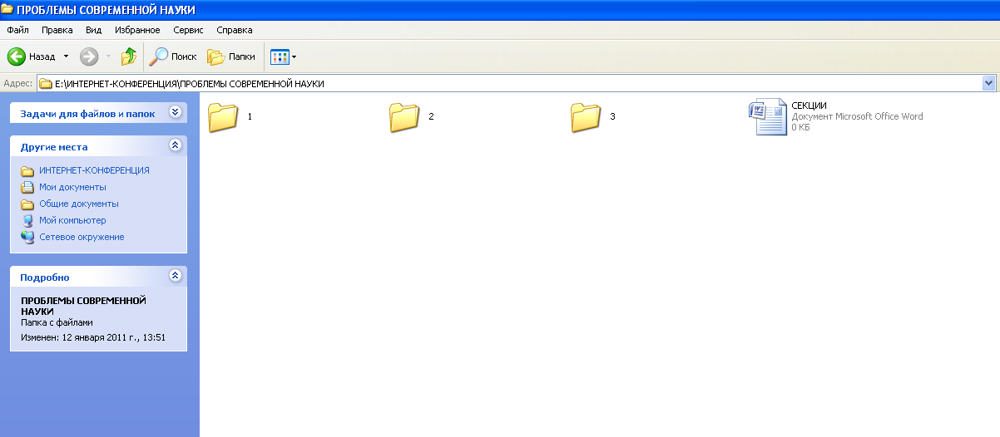 ПРОБЛЕМЫ СОВРЕМЕННОЙ НАУКИ
Файл Правка Вид Избранное Сервис Справка
Назад Поиск Папки
Адрес: E:\ИНТЕРНЕТ-КОНФЕРЕНЦИЯ\ПРОБЛЕМЫ СОВРЕМЕННОЙ НАУКИ
Задачи для файлов и папок
Другие места
ИНТЕРНЕТ-КОНФЕРЕНЦИЯ
Мои документы
Общие документы
Мой компьютер
Сетевое окружение
Подробно
ПРОБЛЕМЫ СОВРЕМЕННОЙ
НАУКИ
Папка с файлами
Изменен: 12 января 2011 г., 13:51
1
2
3
СЕКЦИИ
Документ Microsoft Office Word
0 КБ